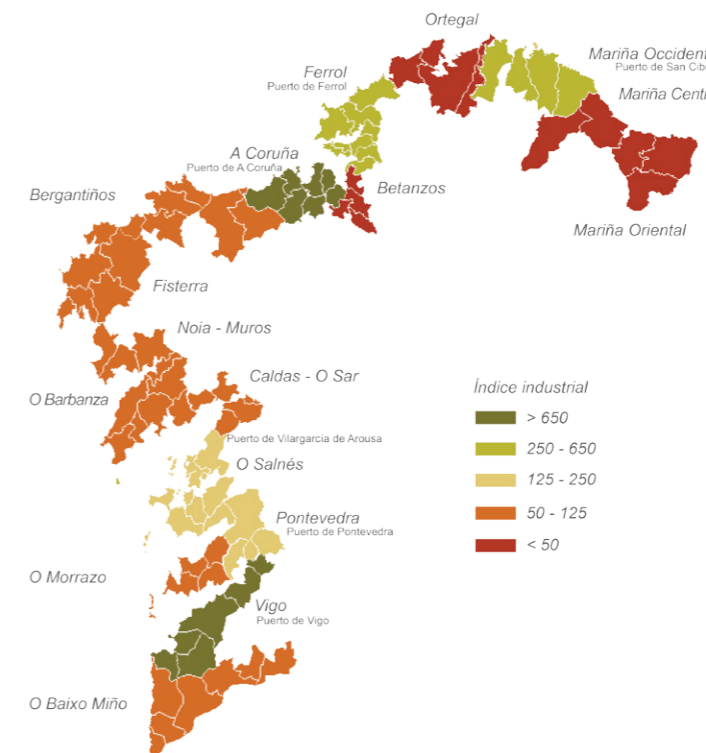 Ortegal
Mariña Occident
Puerto de San Cib
Ferrol
Puerto de Ferrol
Mariña Cent
A Coruña
Puerto de A Coruña
Bergantiños
Betanzos
Mariña Oriental
Fisterra
Noia - Muros
Caldas - O Sar
O Barbanza
Índice industrial
> 650
Puerto de Vilargarcia de Arousa
250 - 650
O Salnés
125 - 250
50 - 125
Pontevedra
Puerto de Pontevedra
< 50
O Morrazo
Vigo
Puerto de Vigo
O Baixo Miño